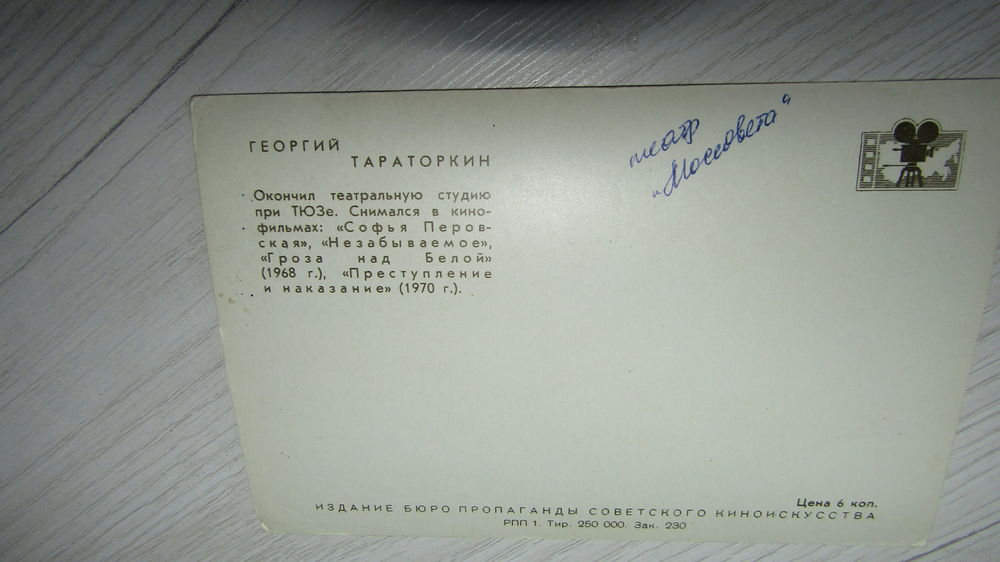 ГЕОРГИЙ
ТАРАТОРКИН
Окончил театральную студию
при ТЮЗе. Снимался в кино-
фильмах: «Софья Перов-
ская», «Незабываемое»,
«Гроза над Белой»
(1968 г.), «Преступление
и наказание» (1970 г.).
театр
"Моссовета"
Цена 6 коп.
ИЗДАНИЕ БЮРО ПРОПАГАНДЫ СОВЕТСКОГО КИНОИСКУССТВА
РПП 1. Тир. 250 000. Зак. 230